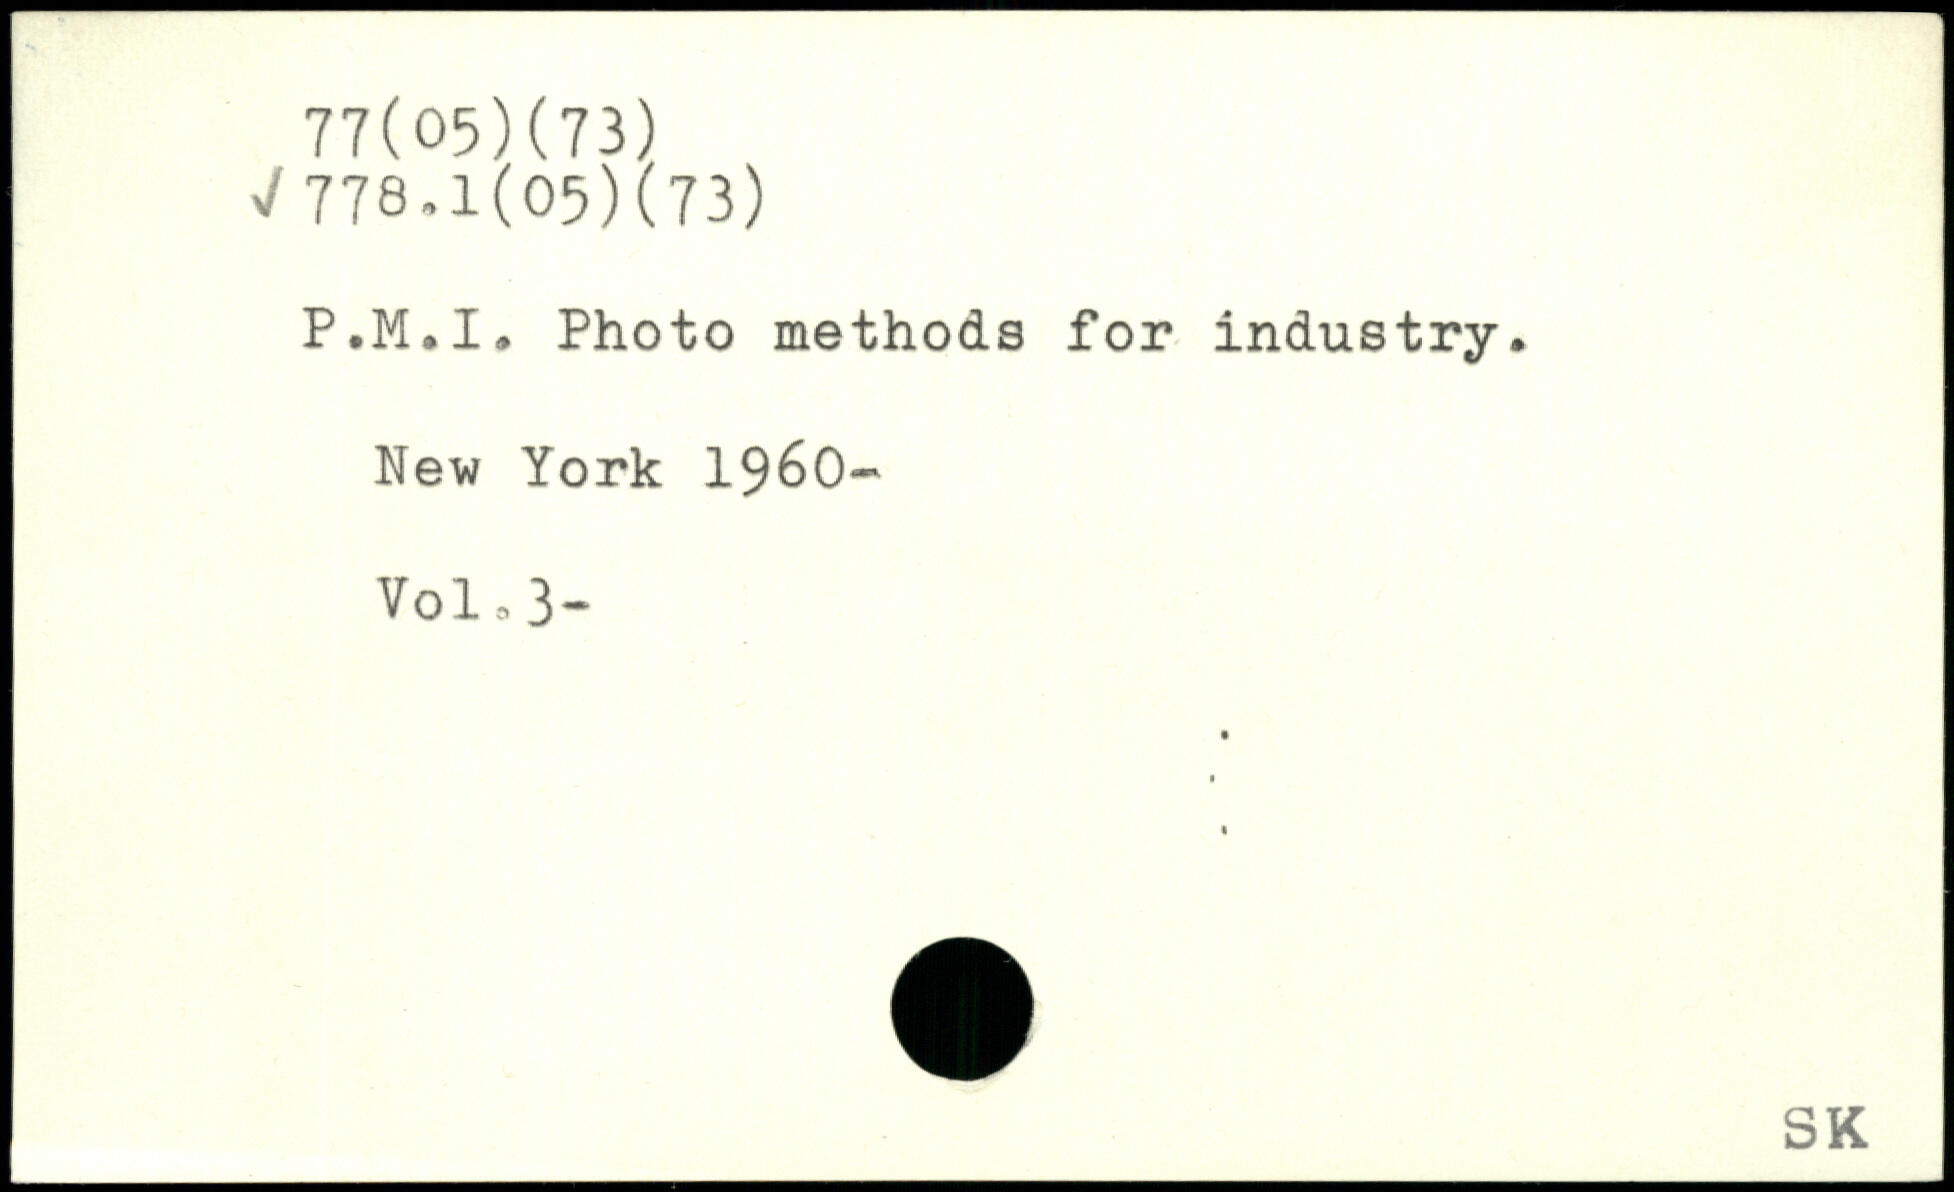 77(05)(73)
√ 778.1(05)(73)
P.M.I. Photo methods for industry.
New York 1960-
Vol.3-
SK